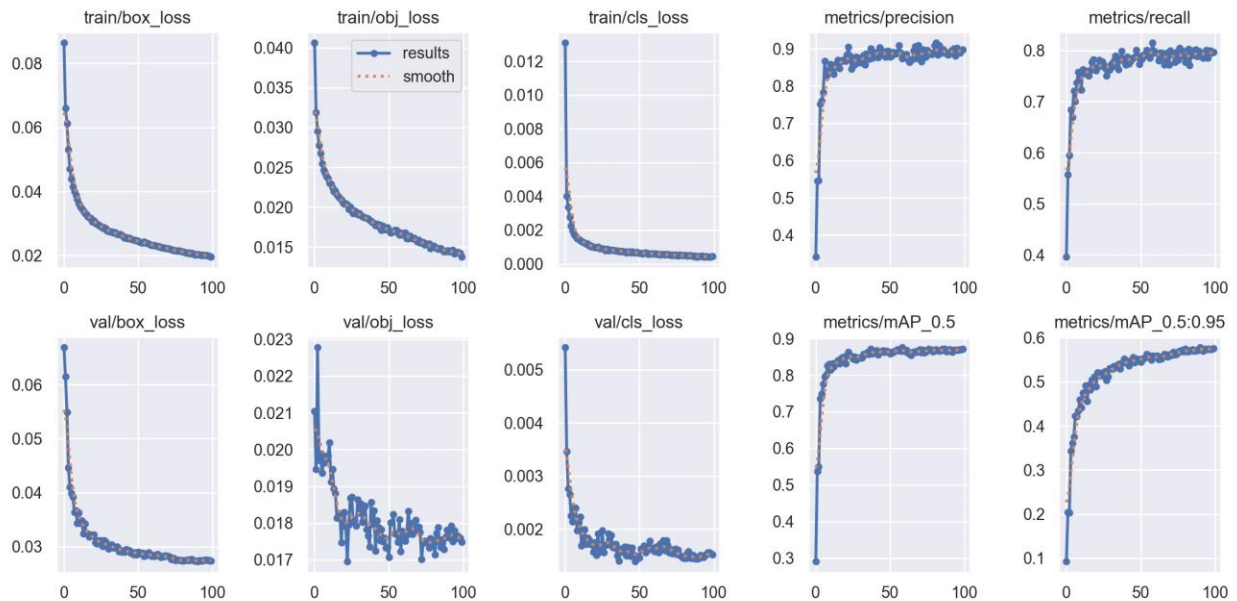 train/box_loss
train/obj_loss
train/cls_loss
metrics/precision
metrics/recall
0.08
0.06
0.04
0.02
0 50 100
0.040
0.035
0.030
0.025
0.020
0.015
results
smooth
0 50 100
0.012
0.010
0.008
0.006
0.004
0.002
0.000
0 50 100
0.9
0.8
0.7
0.6
0.5
0.4
0 50 100
0.8
0.7
0.6
0.5
0.4
0 50 100
val/box_loss
val/obj_loss
val/cls_loss
metrics/mAP_0.5
metrics/mAP_0.5:0.95
0.06
0.05
0.04
0.03
0 50 100
0.023
0.022
0.021
0.020
0.019
0.018
0.017
0 50 100
0.005
0.004
0.003
0.002
0 50 100
0.9
0.8
0.7
0.6
0.5
0.4
0.3
0 50 100
0.6
0.5
0.4
0.3
0.2
0.1
0 50 100